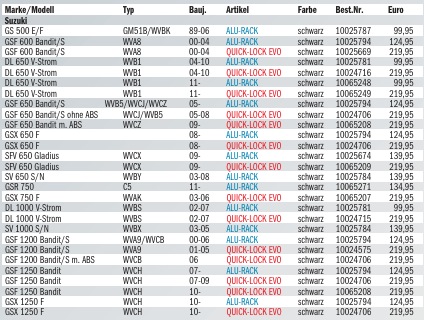 Marke/Modell Typ Bauj. Artikel Farbe Best.Nr. Euro
Suzuki
GS 500 E/F GM51B/WVBK 89-06 ALU-RACK schwarz 10025787 99,95
GSF 600 Bandit/S WVA8 00-04 ALU-RACK schwarz 10025794 124,95
GSF 600 Bandit/S WVA8 00-04 QUICK-LOCK EVO schwarz 10025669 219,95
DL 650 V-Strom WVB1 04-10 ALU-RACK schwarz 10025781 99,95
DL 650 V-Strom WVB1 04-10 QUICK-LOCK EVO schwarz 10024716 219,95
DL 650 V-Strom WVB1 11- ALU-RACK schwarz 10065248 99,95
DL 650 V-Strom WVB1 11- QUICK-LOCK EVO schwarz 10065249 219,95
GSF 650 Bandit/S WVB5/WVCJ/WVCZ 05- ALU-RACK schwarz 10025794 124,95
GSF 650 Bandit/S ohne ABS WVCJ/WVB5 05-08 QUICK-LOCK EVO schwarz 10024706 219,95
GSF 650 Bandit m. ABS WVCZ 09- QUICK-LOCK EVO schwarz 10065208 219,95
GSX 650 F 08- ALU-RACK schwarz 10025794 124,95
GSX 650 F 08- QUICK-LOCK EVO schwarz 10024706 219,95
SFV 650 Gladius WVCX 09- ALU-RACK schwarz 10025674 139,95
SFV 650 Gladius WVCX 09- QUICK-LOCK EVO schwarz 10065209 219,95
SV 650 S/N WVBY 03-08 ALU-RACK schwarz 10025784 139,95
GSR 750 C5 11- ALU-RACK schwarz 10065271 134,95
GSX 750 F WVAK 03-06 QUICK-LOCK EVO schwarz 10065207 219,95
DL 1000 V-Strom WVBS 02-07 ALU-RACK schwarz 10025781 99,95
DL 1000 V-Strom WVBS 02-07 QUICK-LOCK EVO schwarz 10024715 219,95
SV 1000 S/N WVBX 03-05 ALU-RACK schwarz 10025784 139,95
GSF 1200 Bandit/S WVA9/WVCB 00-06 ALU-RACK schwarz 10025794 124,95
GSF 1200 Bandit/S WVA9 01-05 QUICK-LOCK EVO schwarz 10024575 219,95
GSF 1200 Bandit/S m. ABS WVCB 06 QUICK-LOCK EVO schwarz 10024706 219,95
GSF 1250 Bandit WVCH 07- ALU-RACK schwarz 10025794 124,95
GSF 1250 Bandit WVCH 07-09 QUICK-LOCK EVO schwarz 10024706 219,95
GSF 1250 Bandit WVCH 10- QUICK-LOCK EVO schwarz 10065208 219,95
GSX 1250 F WVCH 10- ALU-RACK schwarz 10025794 124,95
GSX 1250 F WVCH 10- QUICK-LOCK EVO schwarz 10024706 219,95